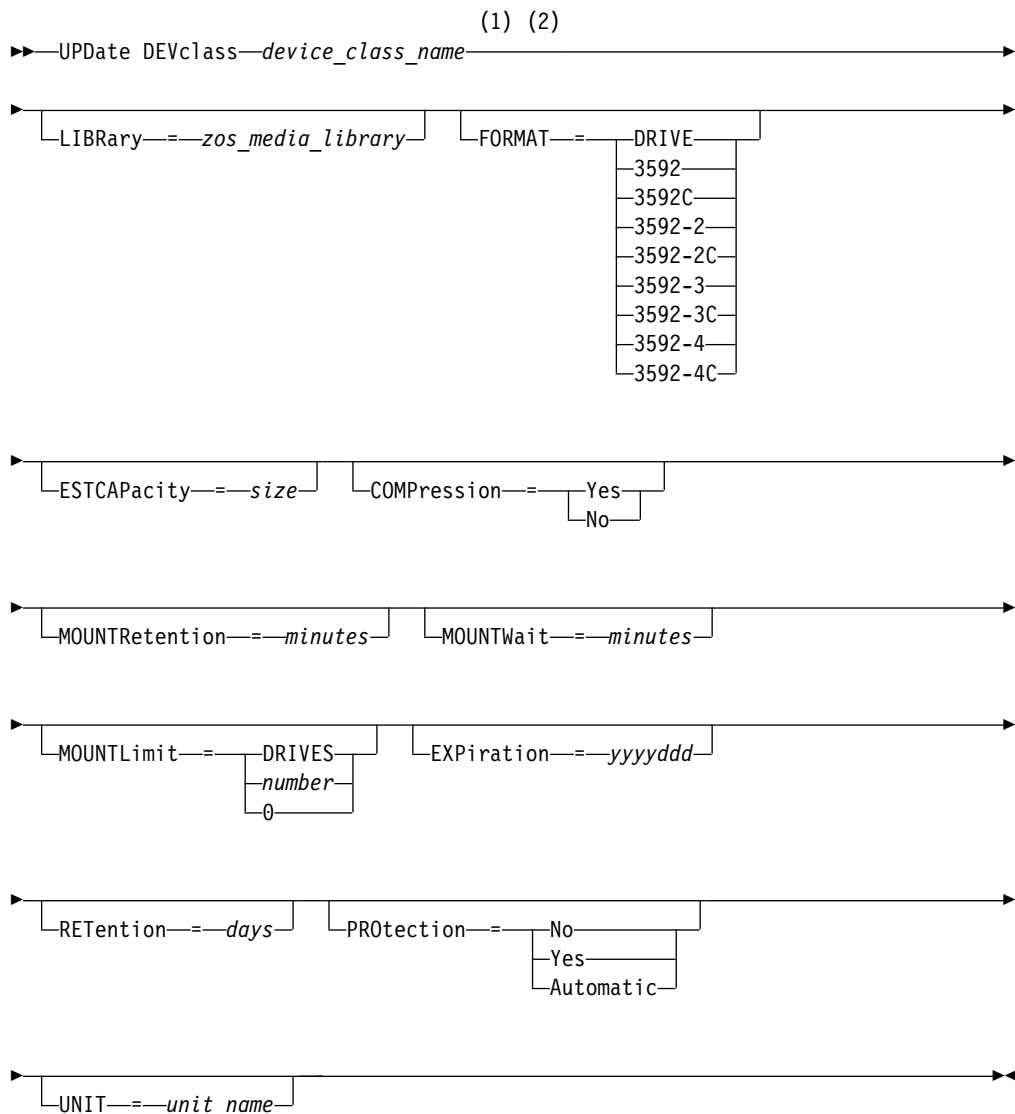 (1) (2)
UPDate DEVclass device_class_name
LIBRary = zos_media_library FORMAT = DRIVE
3592
3592C
3592-2
3592-2C
3592-3
3592-3C
3592-4
3592-4C
ESTCAPacity = size COMPression = Yes
No
MOUNTRetention = minutes MOUNTWait = minutes
MOUNTLimit = DRIVES EXPiration = yyyyddd
number
0
RETention = days PROtection = No
Yes
Automatic
UNIT = unit name